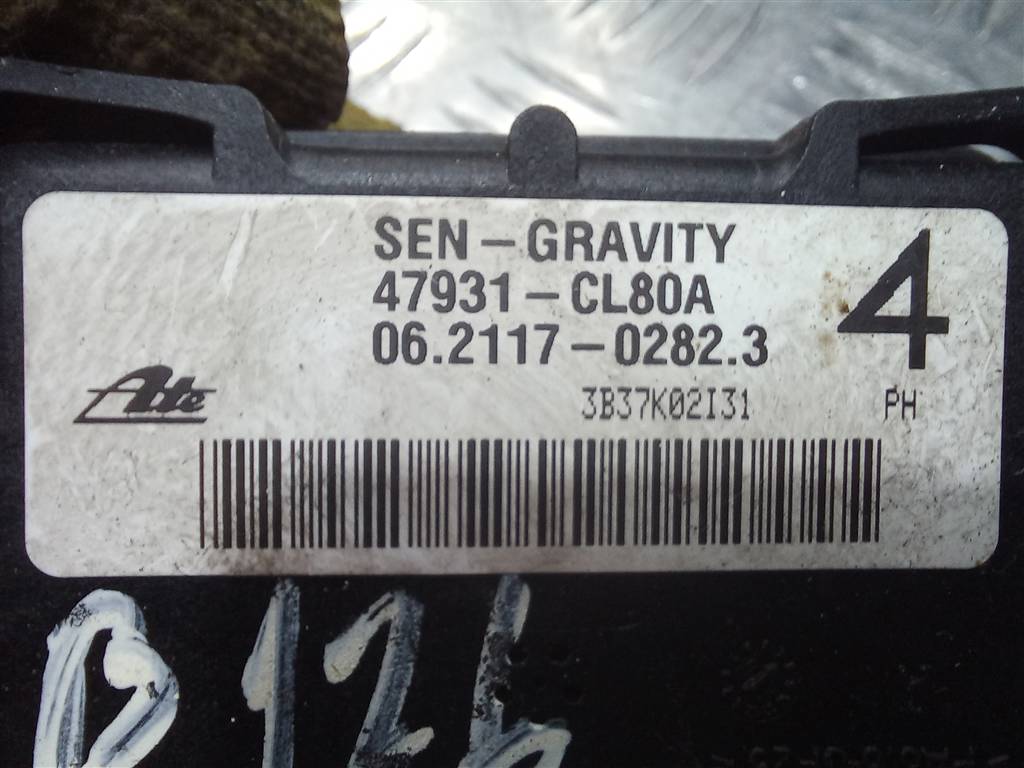 SEN-GRAVITY
47931-CL80A
06.2117-0282.3
4
Ate
3B37K02I31 PH